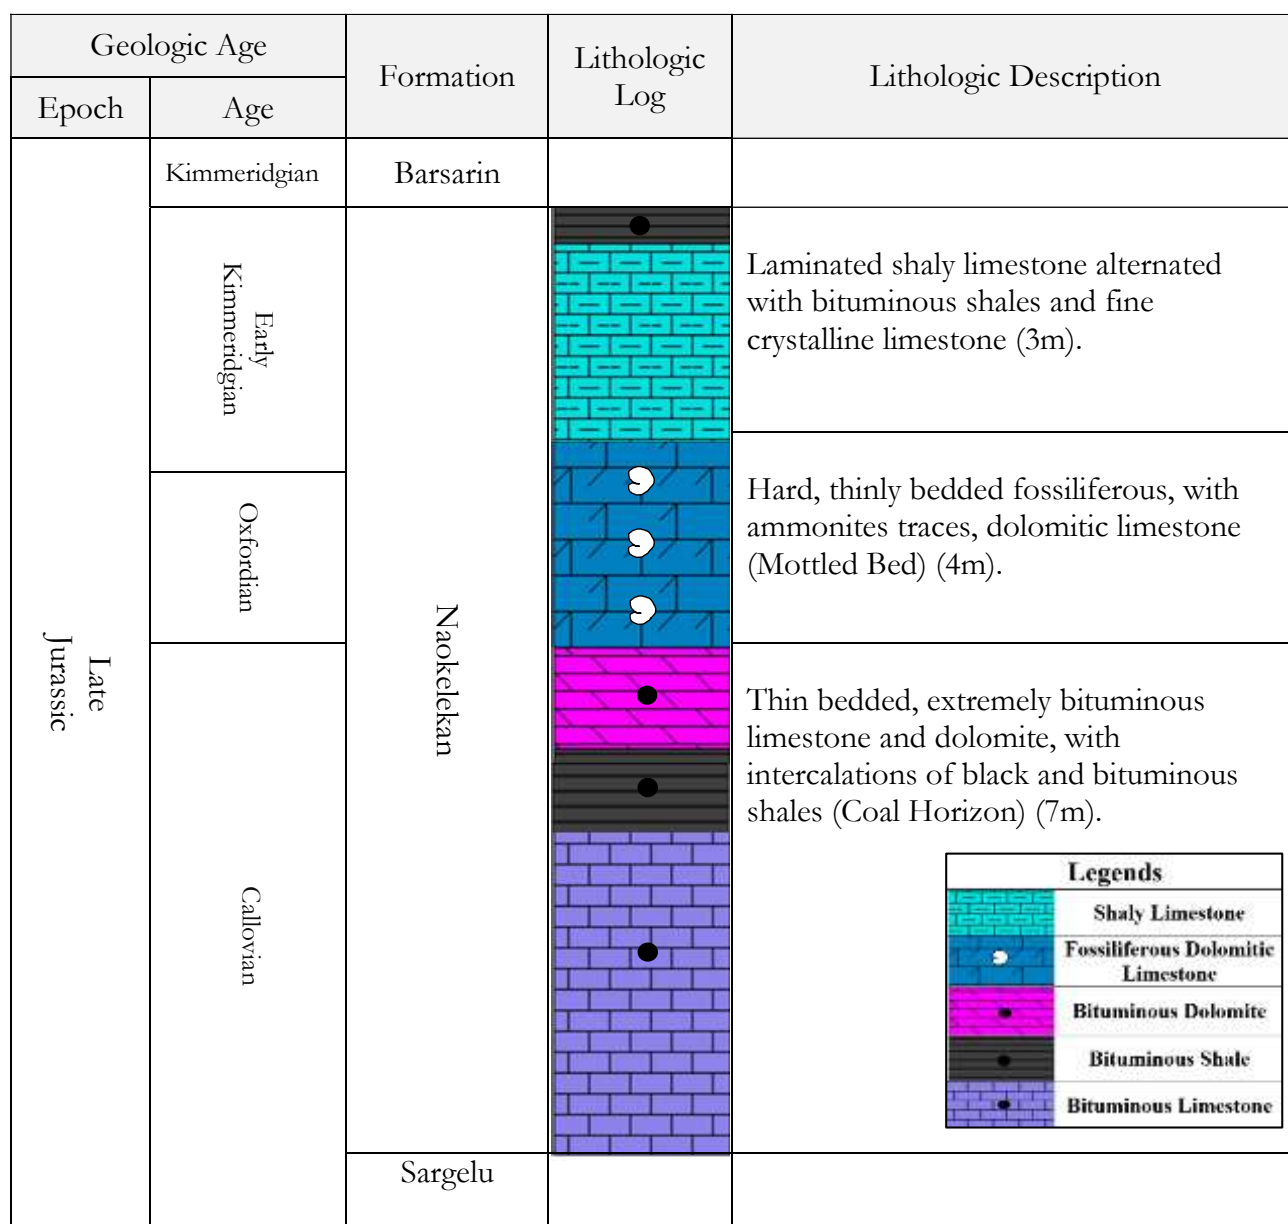 Geologic Age
Formation
Lithologic
Log
Lithologic Description
Epoch
Age
Late
Jurassic
Kimmeridgian
Barsarin
Early
Kimmeridgian
Naokelekan
Laminated shaly limestone alternated
with bituminous shales and fine
crystalline limestone (3m).
Oxfordian
Hard, thinly bedded fossiliferous, with
ammonites traces, dolomitic limestone
(Mottled Bed) (4m).
Callovian
Thin bedded, extremely bituminous
limestone and dolomite, with
intercalations of black and bituminous
shales (Coal Horizon) (7m).
Legends
Shaly Limestone
Fossiliferous Dolomitic
Limestone
Bituminous Dolomite
Bituminous Shale
Bituminous Limestone
Sargelu